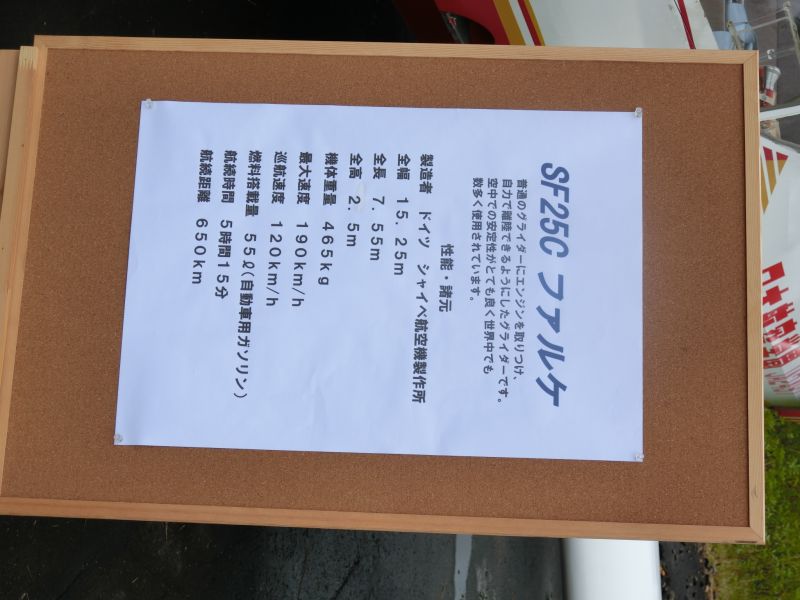 SF25C ファルケ
普通のグライダーにエンジンを取りつけ、
自力で離陸できるようにしたグライダーです。
空中での安定性がとても良く世界中でも
数多く使用されています。
性能・諸元
製造者 ドイツ シャイベ航空機製作所
全幅 15.25m
全長 7.55m
全高 2.5m
機体重量 465kg
最大速度 190km/h
巡航速度 120km/h
燃料搭載量 55ℓ(自動車用ガソリン)
航続時間 5時間15分
航続距離 650km